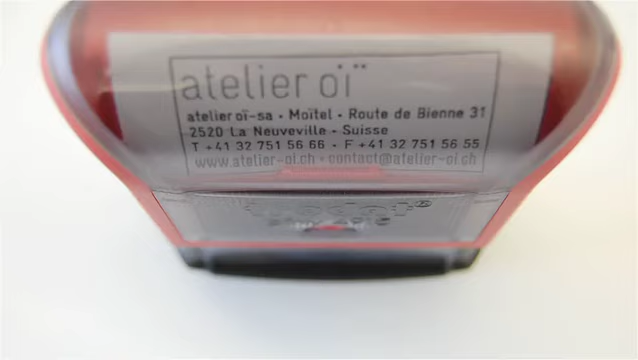 atelier oï
atelier oï-sa • Moïtel • Route de Bienne 31
2520 La Neuveville - Suisse
T +41 32 751 56 66 • F +41 32 751 56 55
www.atelier-oi.ch • contact@atelier-oi.ch